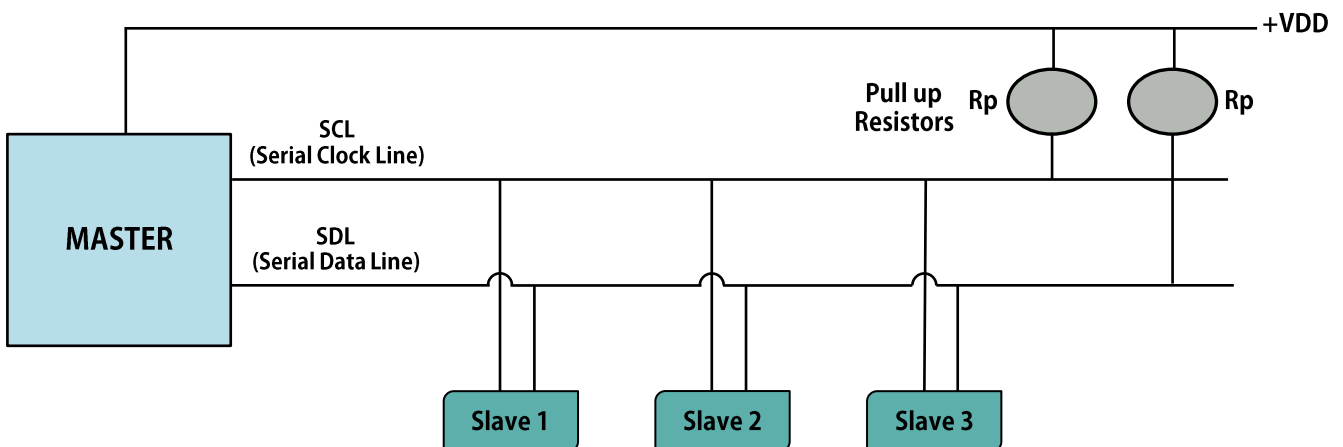 +VDD
Pull up
Resistors
Rp
Rp
SCL
(Serial Clock Line)
MASTER
SDL
(Serial Data Line)
Slave 1
Slave 2
Slave 3